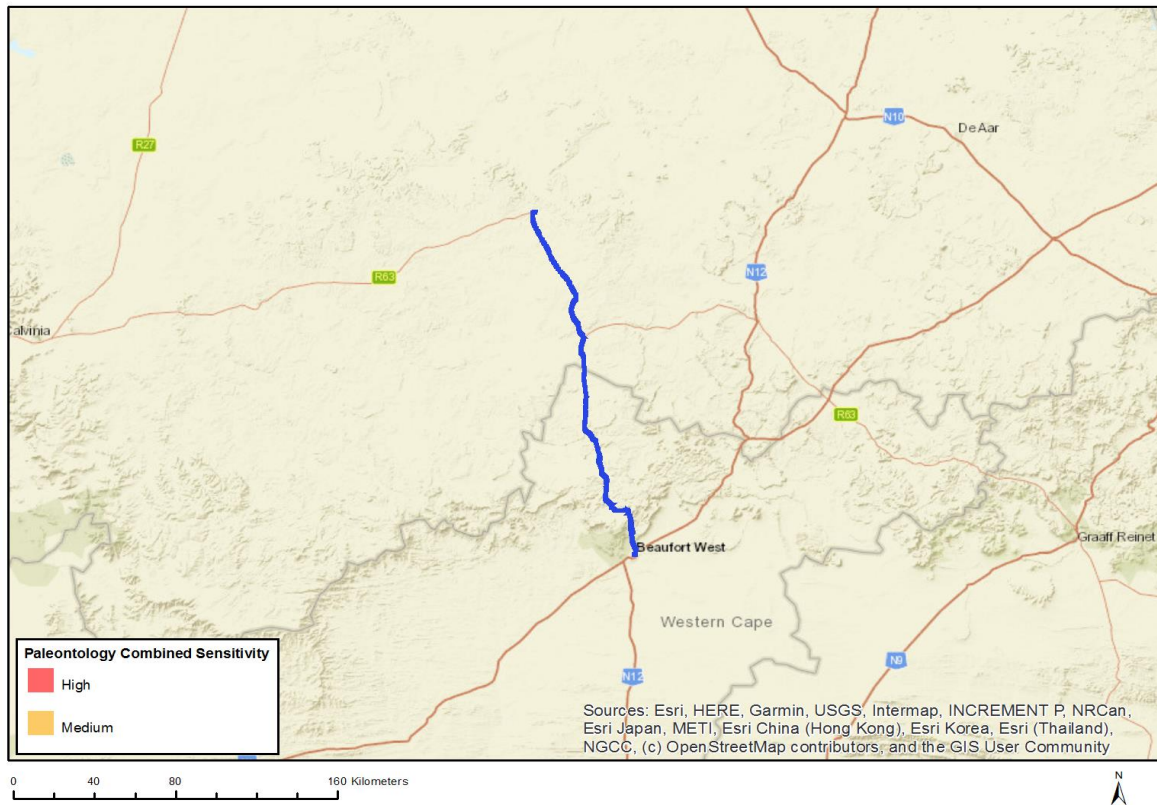 R27
N10
De Aar
R63
N12
alvinia
R63
Beaufort West
Graaff Reinet
Western Cape
N12
N9
Paleontology Combined Sensitivity
High
Medium
Sources: Esri, HERE, Garmin, USGS, Intermap, INCREMENT P, NRCan,
Esri Japan, METI, Esri China (Hong Kong), Esri Korea, Esri (Thailand),
NGCC, (c) OpenStreetMap contributors, and the GIS User Community
0 40 80 160 Kilometers
N